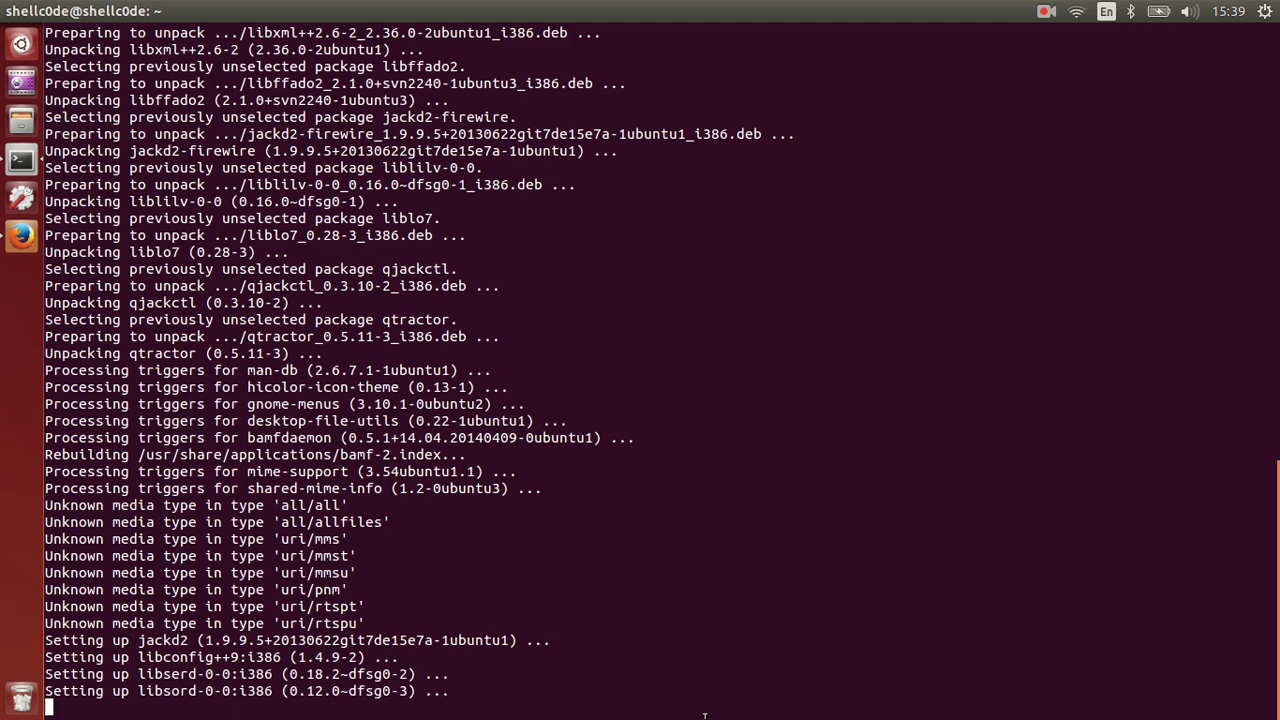 shellc0de@shellc0de: ~
En
15:39
Preparing to unpack .../libxml++2.6-2_2.36.0-2ubuntu1_i386.deb ...
Unpacking libxml++2.6-2 (2.36.0-2ubuntu1) ...
Selecting previously unselected package libffado2.
Preparing to unpack .../libffado2_2.1.0+svn2240-1ubuntu3_i386.deb ...
Unpacking libffado2 (2.1.0+svn2240-1ubuntu3) ...
Selecting previously unselected package jackd2-firewire.
Preparing to unpack .../jackd2-firewire_1.9.9.5+20130622git7de15e7a-1ubuntu1_i386.deb ...
Unpacking jackd2-firewire (1.9.9.5+20130622git7de15e7a-1ubuntu1) ...
Selecting previously unselected package liblilv-0-0.
Preparing to unpack .../liblilv-0-0_0.16.0~dfsg0-1_i386.deb ...
Unpacking liblilv-0-0 (0.16.0~dfsg0-1) ...
Selecting previously unselected package liblo7.
Preparing to unpack .../liblo7_0.28-3_i386.deb ...
Unpacking liblo7 (0.28-3) ...
Selecting previously unselected package qjackctl.
Preparing to unpack .../qjackctl_0.3.10-2_i386.deb ...
Unpacking qjackctl (0.3.10-2) ...
Selecting previously unselected package qtractor.
Preparing to unpack .../qtractor_0.5.11-3_i386.deb ...
Unpacking qtractor (0.5.11-3) ...
Processing triggers for man-db (2.6.7.1-1ubuntu1) ...
Processing triggers for hicolor-icon-theme (0.13-1) ...
Processing triggers for gnome-menus (3.10.1-0ubuntu2) ...
Processing triggers for desktop-file-utils (0.22-1ubuntu1) ...
Processing triggers for bamfdaemon (0.5.1+14.04.20140409-0ubuntu1) ...
Rebuilding /usr/share/applications/bamf-2.index...
Processing triggers for mime-support (3.54ubuntu1.1) ...
Processing triggers for shared-mime-info (1.2-0ubuntu3) ...
Unknown media type in type 'all/all'
Unknown media type in type 'all/allfiles'
Unknown media type in type 'uri/mms'
Unknown media type in type 'uri/mmst'
Unknown media type in type 'uri/mmsu'
Unknown media type in type 'uri/pnm'
Unknown media type in type 'uri/rtspt'
Unknown media type in type 'uri/rtspu'
Setting up jackd2 (1.9.9.5+20130622git7de15e7a-1ubuntu1) ...
Setting up libconfig++9:i386 (1.4.9-2) ...
Setting up libserd-0-0:i386 (0.18.2~dfsg0-2) ...
Setting up libsord-0-0:i386 (0.12.0~dfsg0-3) ...